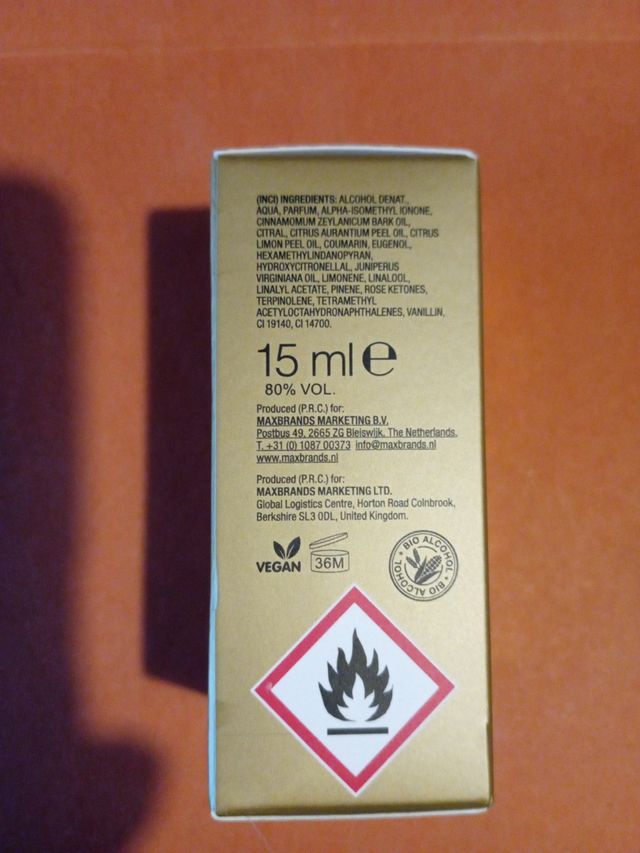 (INCI) INGREDIENTS: ALCOHOL DENAT.,
AQUA, PARFUM, ALPHA-ISOMETHYL IONONE,
CINNAMOMUM ZEYLANICUM BARK OIL,
CITRAL, CITRUS AURANTIUM PEEL OIL, CITRUS
LIMON PEEL OIL, COUMARIN, EUGENOL,
HEXAMETHYLINDANOPYRAN,
HYDROXYCITRONELLAL, JUNIPERUS
VIRGINIANA OIL, LIMONENE, LINALOOL,
LINALYL ACETATE, PINENE, ROSE KETONES,
TERPINOLENE, TETRAMETHYL
ACETYLOCTAHYDRONAPHTHALENES, VANILLIN,
CI 19140, CI 14700.
15 ml e
80% VOL.
Produced (P.R.C.) for:
MAXBRANDS MARKETING B.V.
Postbus 49, 2665 ZG Bleiswijk, The Netherlands.
T. +31 (0) 1087 00373 info@maxbrands.nl
www.maxbrands.nl
Produced (P.R.C.) for:
MAXBRANDS MARKETING LTD.
Global Logistics Centre, Horton Road Colnbrook,
Berkshire SL3 0DL, United Kingdom.
VEGAN 36M
BIO ALCOHOL • BIO ALCOHOL •